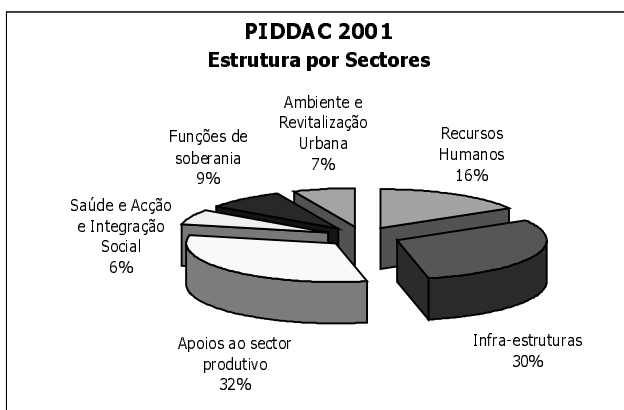 PIDDAC 2001
Estrutura por Sectores
Ambiente e
Revitalização
Urbana
7%
Recursos
Humanos
16%
Funções de
soberania
9%
Saúde e Acção
e Integração
Social
6%
Apoios ao sector
produtivo
32%
Infra-estruturas
30%